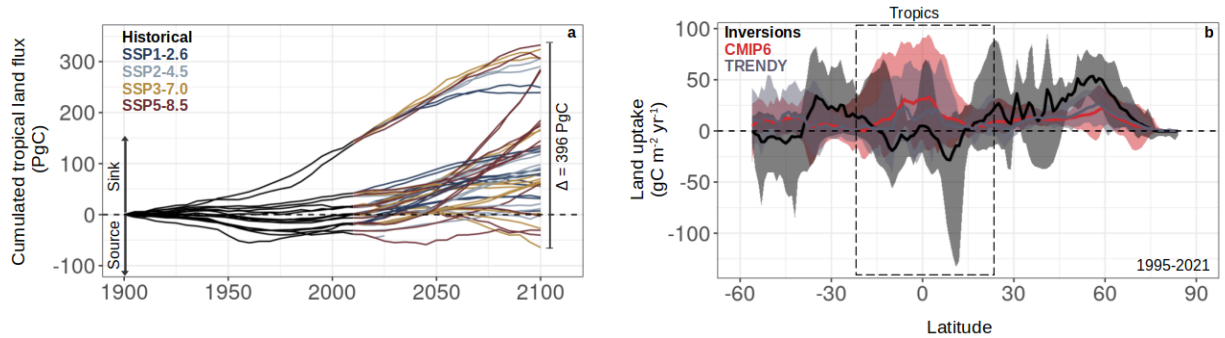 Historical
SSP1-2.6
SSP2-4.5
SSP3-7.0
SSP5-8.5
a
Cumulated tropical land flux
(PgC)
300
200
100
0
-100
Sink
Source
Δ = 396 PgC
1900
1950
2000
2050
2100
Tropics
Inversions
CMIP6
TRENDY
b
Land uptake
(gC m⁻² yr⁻¹)
100
50
0
-50
-100
1995-2021
-60
-30
0
30
60
90
Latitude